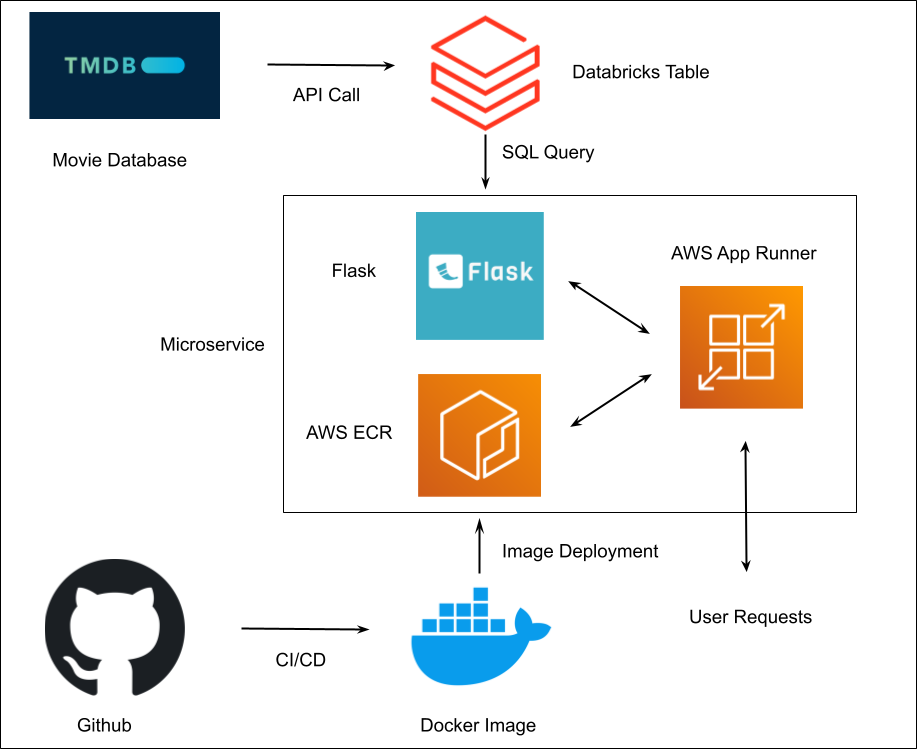 TMDB
API Call
Databricks Table
Movie Database
SQL Query
Flask
Flask
AWS App Runner
Microservice
AWS ECR
Image Deployment
User Requests
CI/CD
Github
Docker Image